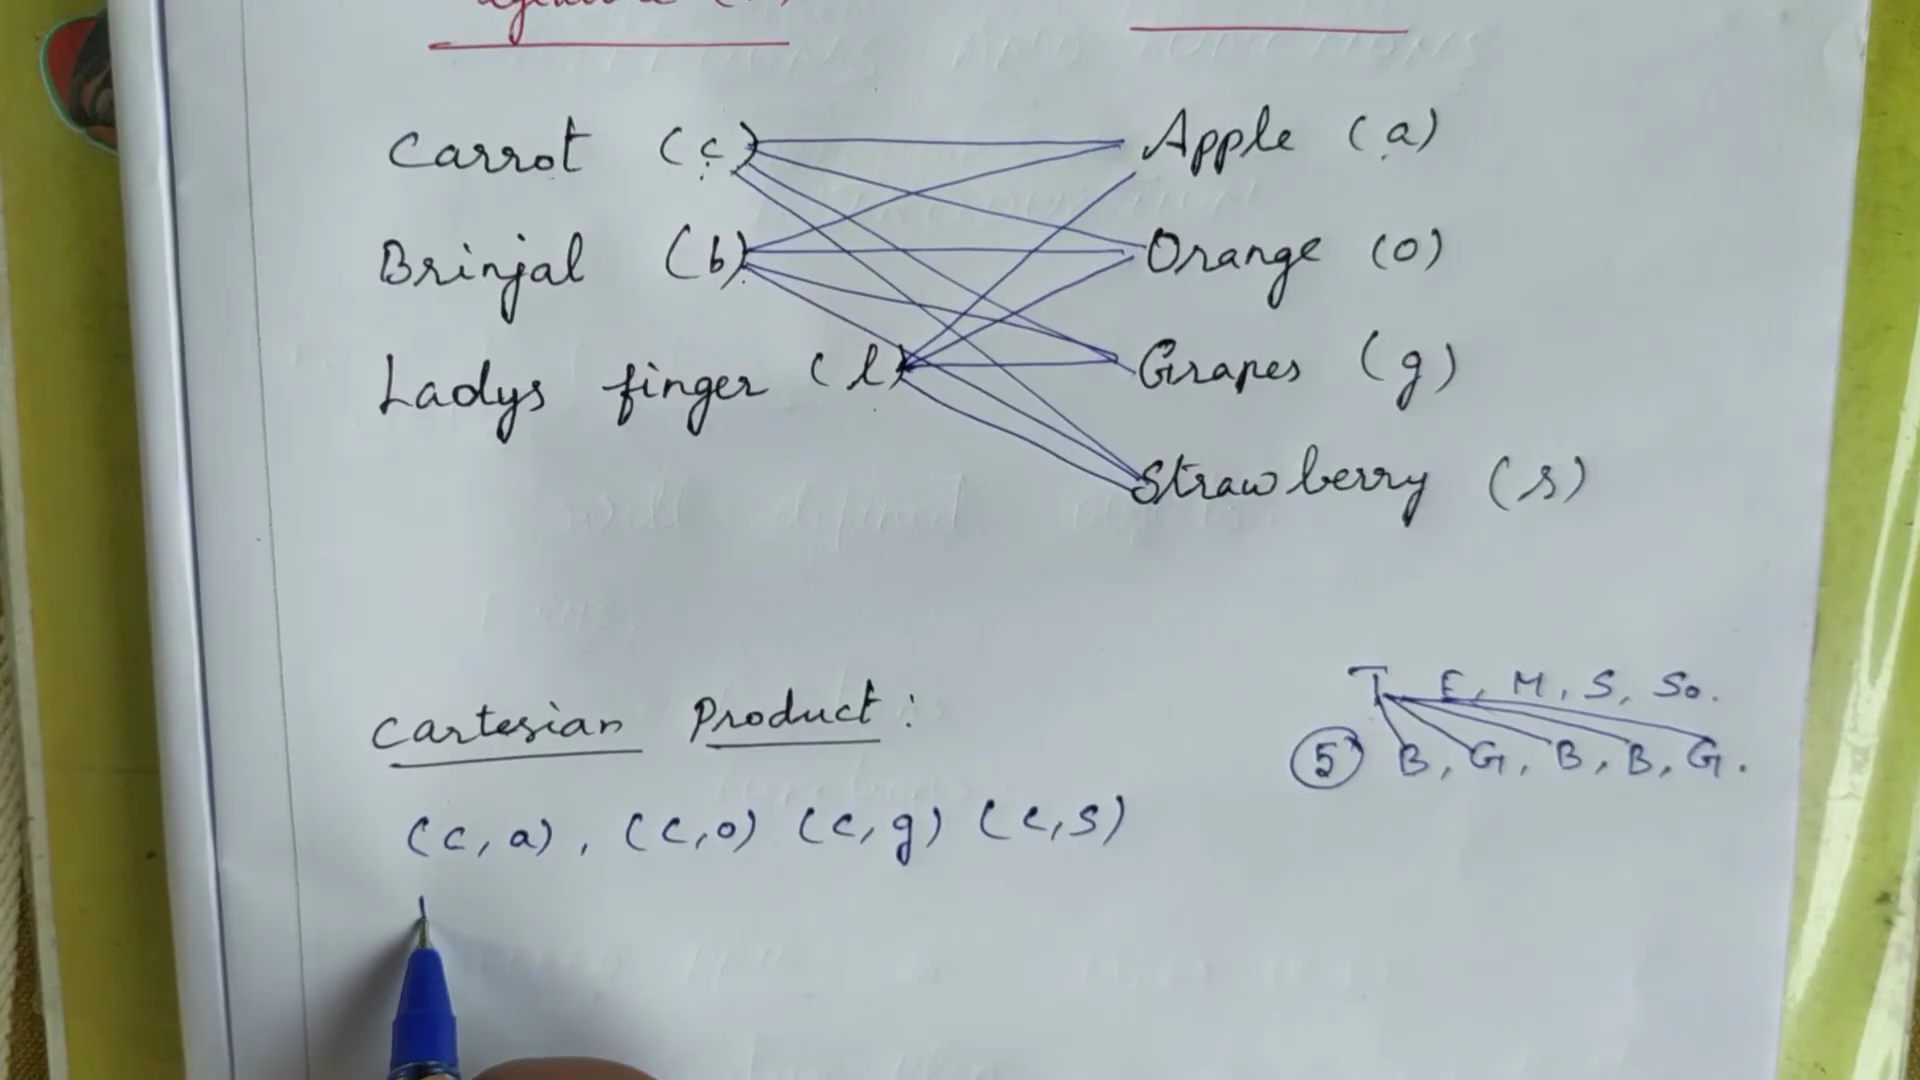 Carrot (c) Apple (a)
Brinjal (b) Orange (o)
Ladys finger (l) Grapes (g)
Strawberry (s)
T E, M, S, So.
Cartesian Product :
5 B, G, B, B, G.
(c, a), (c, o) (c, g) (c, s)